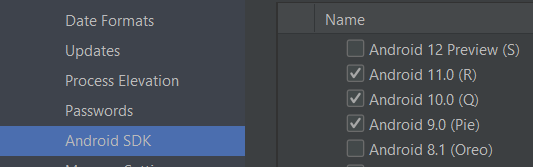 Date Formats
Updates
Process Elevation
Passwords
Android SDK
Name
Android 12 Preview (S)
Android 11.0 (R)
Android 10.0 (Q)
Android 9.0 (Pie)
Android 8.1 (Oreo)